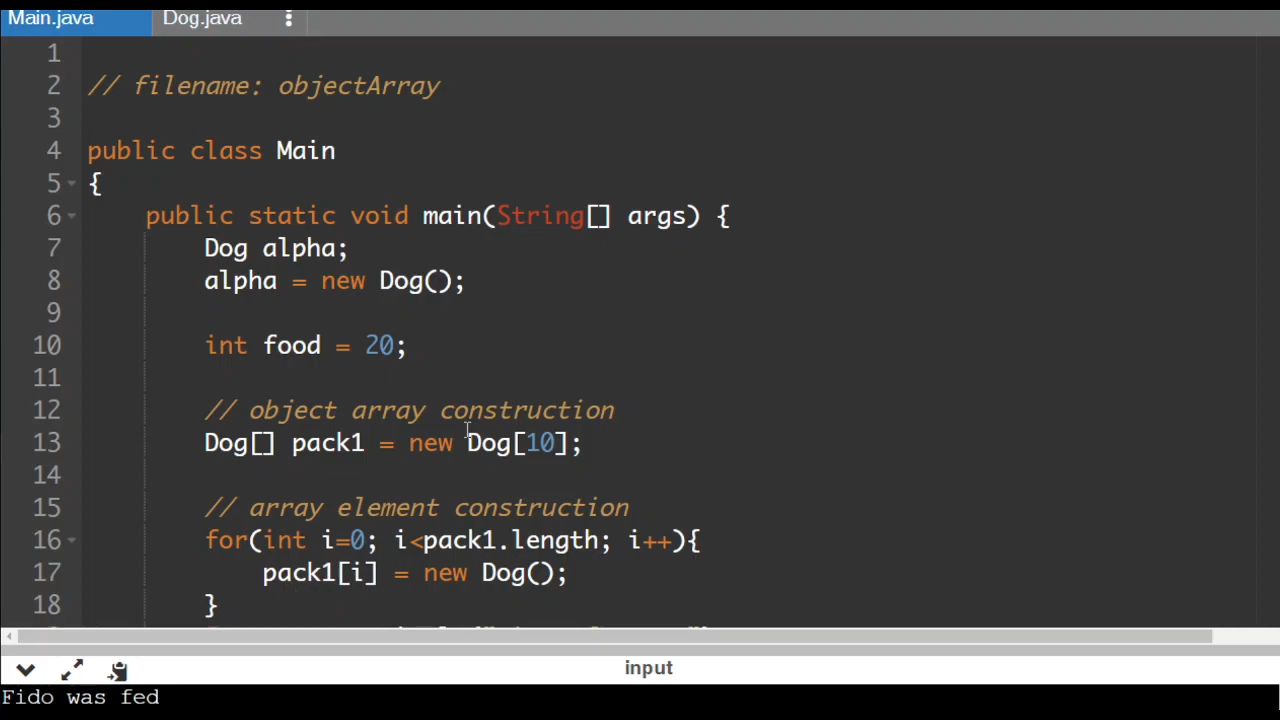 Main.java Dog.java
1
2 // filename: objectArray
3
4 public class Main
5 {
6 public static void main(String[] args) {
7 Dog alpha;
8 alpha = new Dog();
9
10 int food = 20;
11
12 // object array construction
13 Dog[] pack1 = new Dog[10];
14
15 // array element construction
16 for(int i=0; i<pack1.length; i++){
17 pack1[i] = new Dog();
18 }
input
Fido was fed